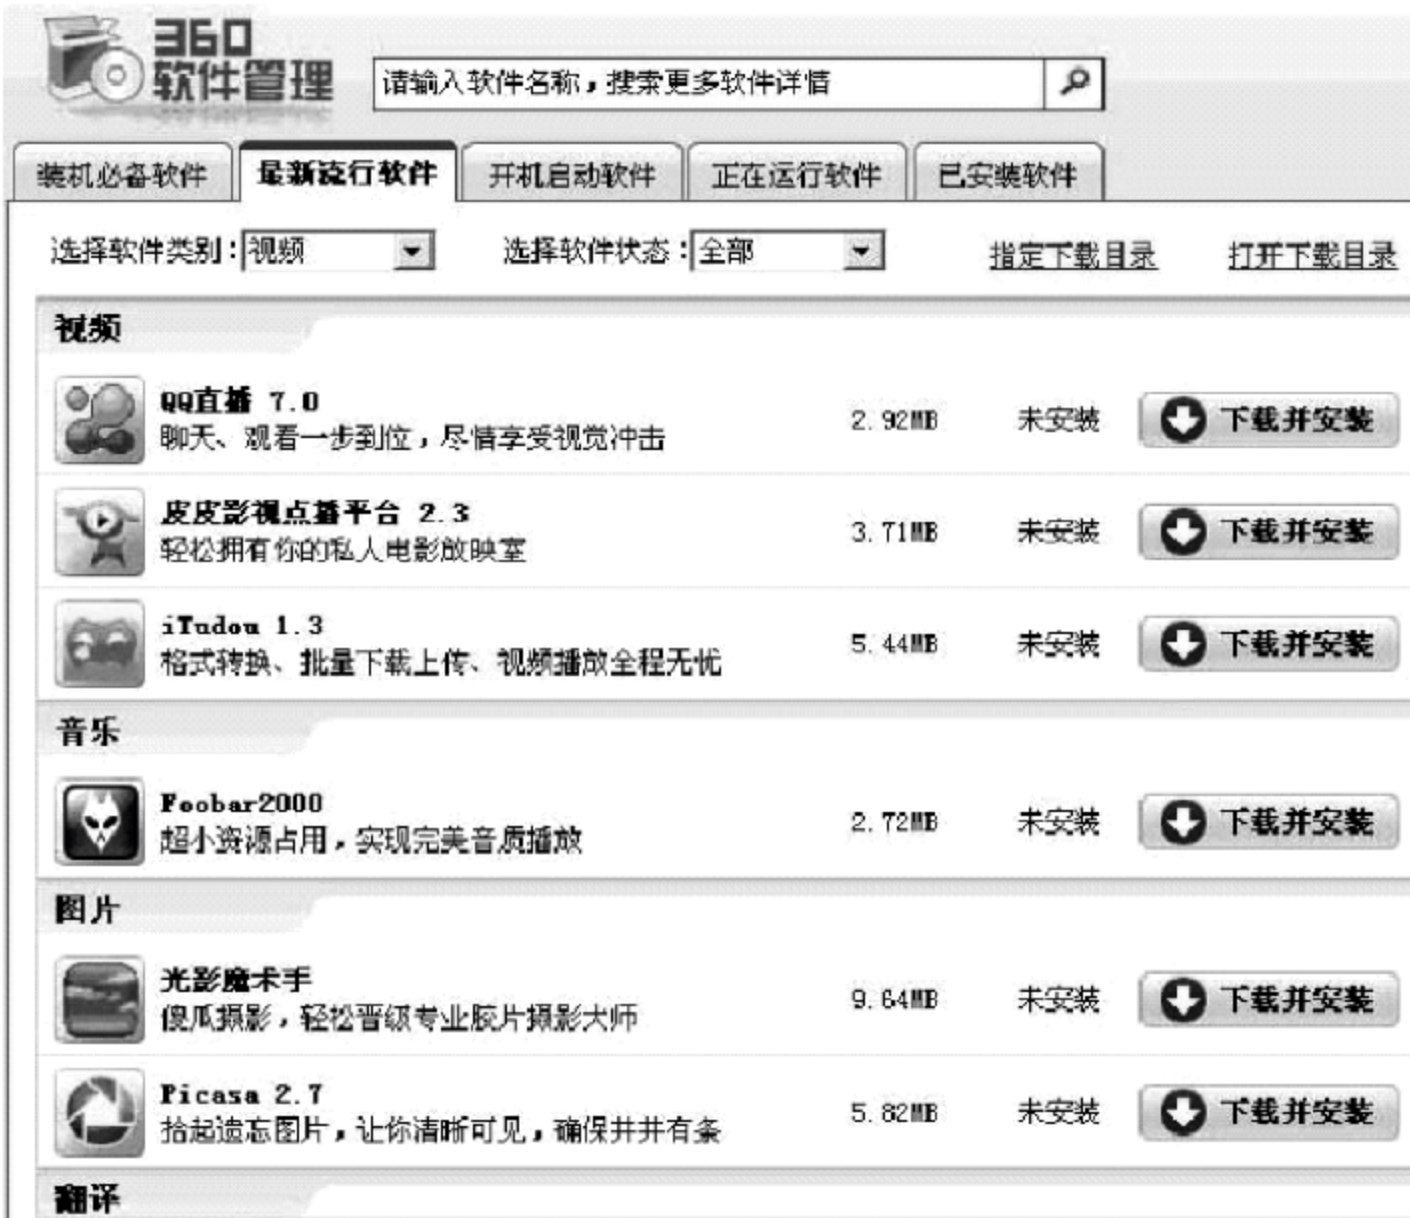 360
软件管理
请输入软件名称，搜索更多软件详情
装机必备软件 最新流行软件 开机启动软件 正在运行软件 已安装软件
选择软件类别：视频 选择软件状态：全部 指定下载目录 打开下载目录
视频
QQ直播 7.0
聊天、观看一步到位，尽情享受视觉冲击
2.92MB 未安装 下载并安装
皮皮影视点播平台 2.3
轻松拥有你的私人电影放映室
3.71MB 未安装 下载并安装
iTudou 1.3
格式转换、批量下载上传、视频播放全程无忧
5.44MB 未安装 下载并安装
音乐
Foobar2000
超小资源占用，实现完美音质播放
2.72MB 未安装 下载并安装
图片
光影魔术手
傻瓜摄影，轻松晋级专业胶片摄影大师
9.64MB 未安装 下载并安装
Picasa 2.7
拾起遗忘图片，让你清晰可见，确保井井有条
5.82MB 未安装 下载并安装
翻译